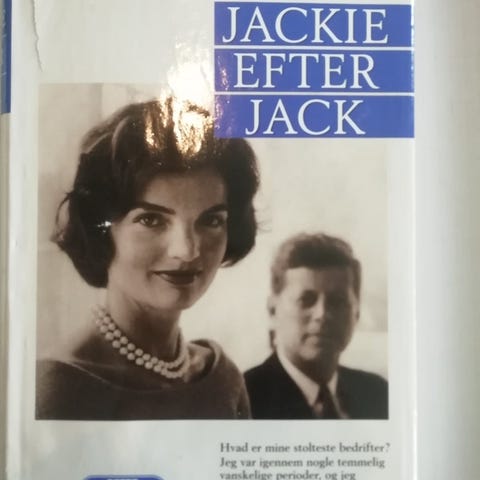 JACKIE
EFTER
JACK
Hvad er mine stolteste bedrifter?
Jeg var igennem nogle temmelig
vanskelige perioder, og jeg